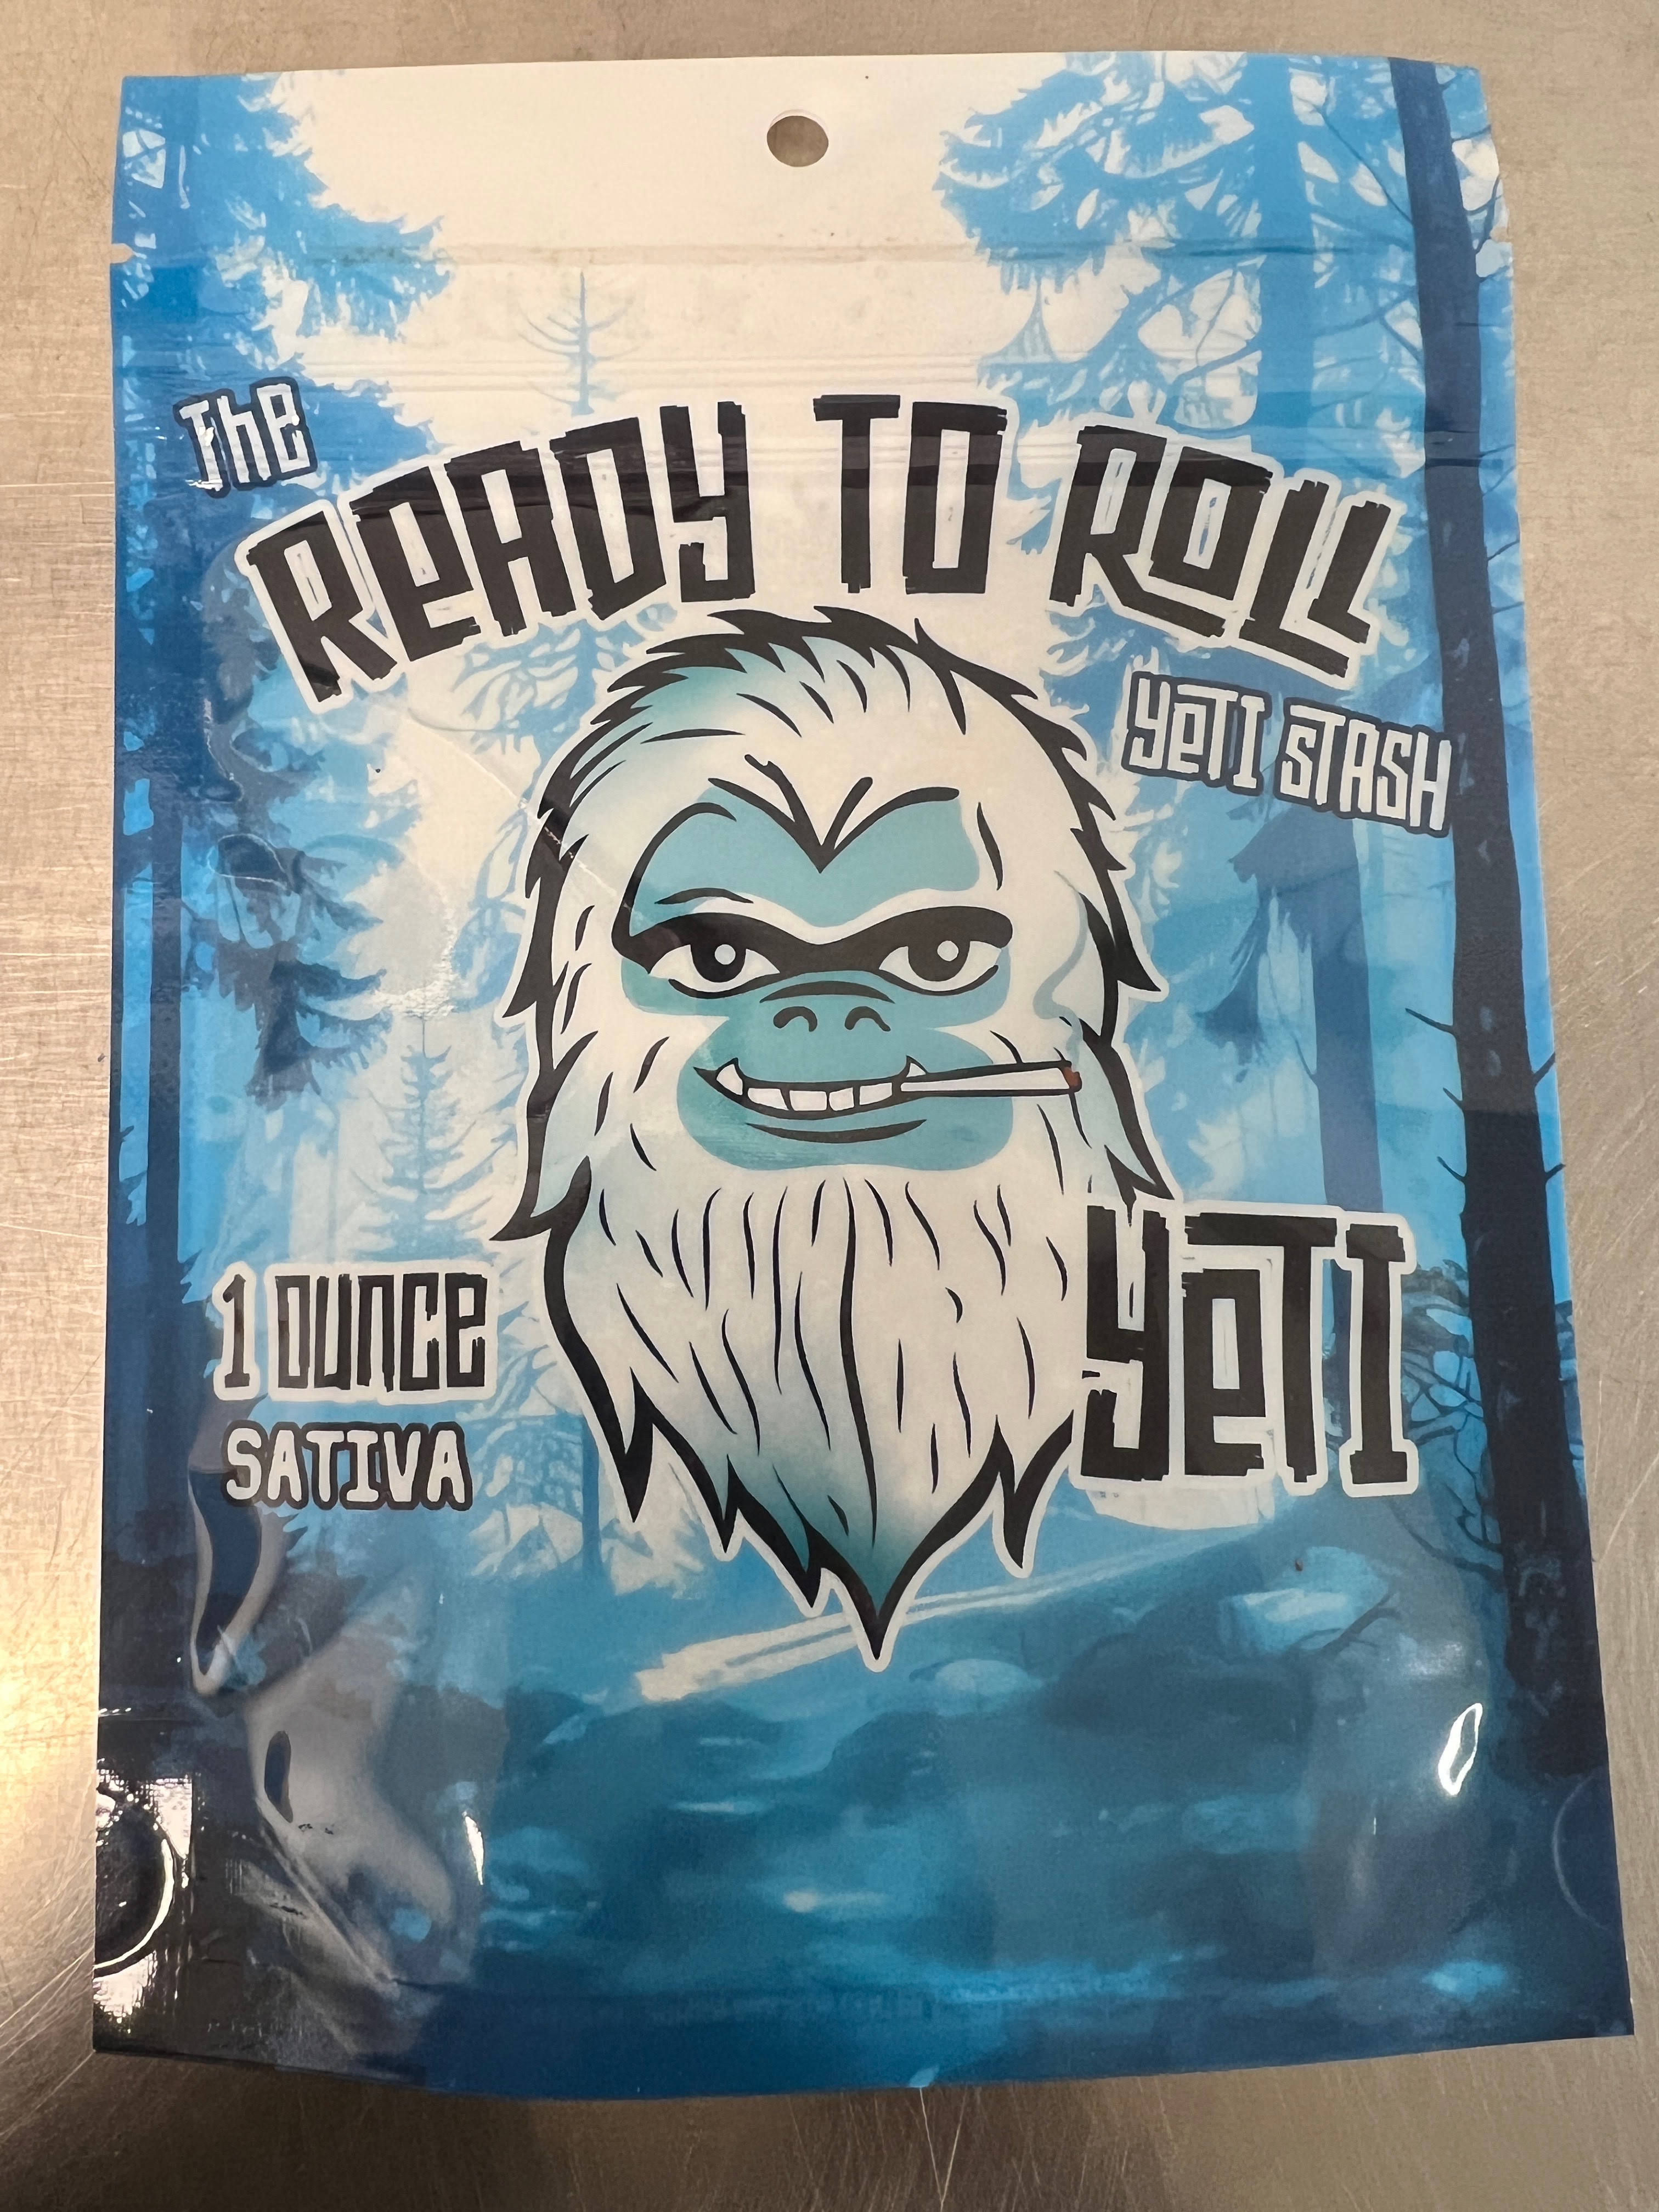 The
READY TO ROLL
YETI STASH
YETI
1 OUNCE
SATIVA